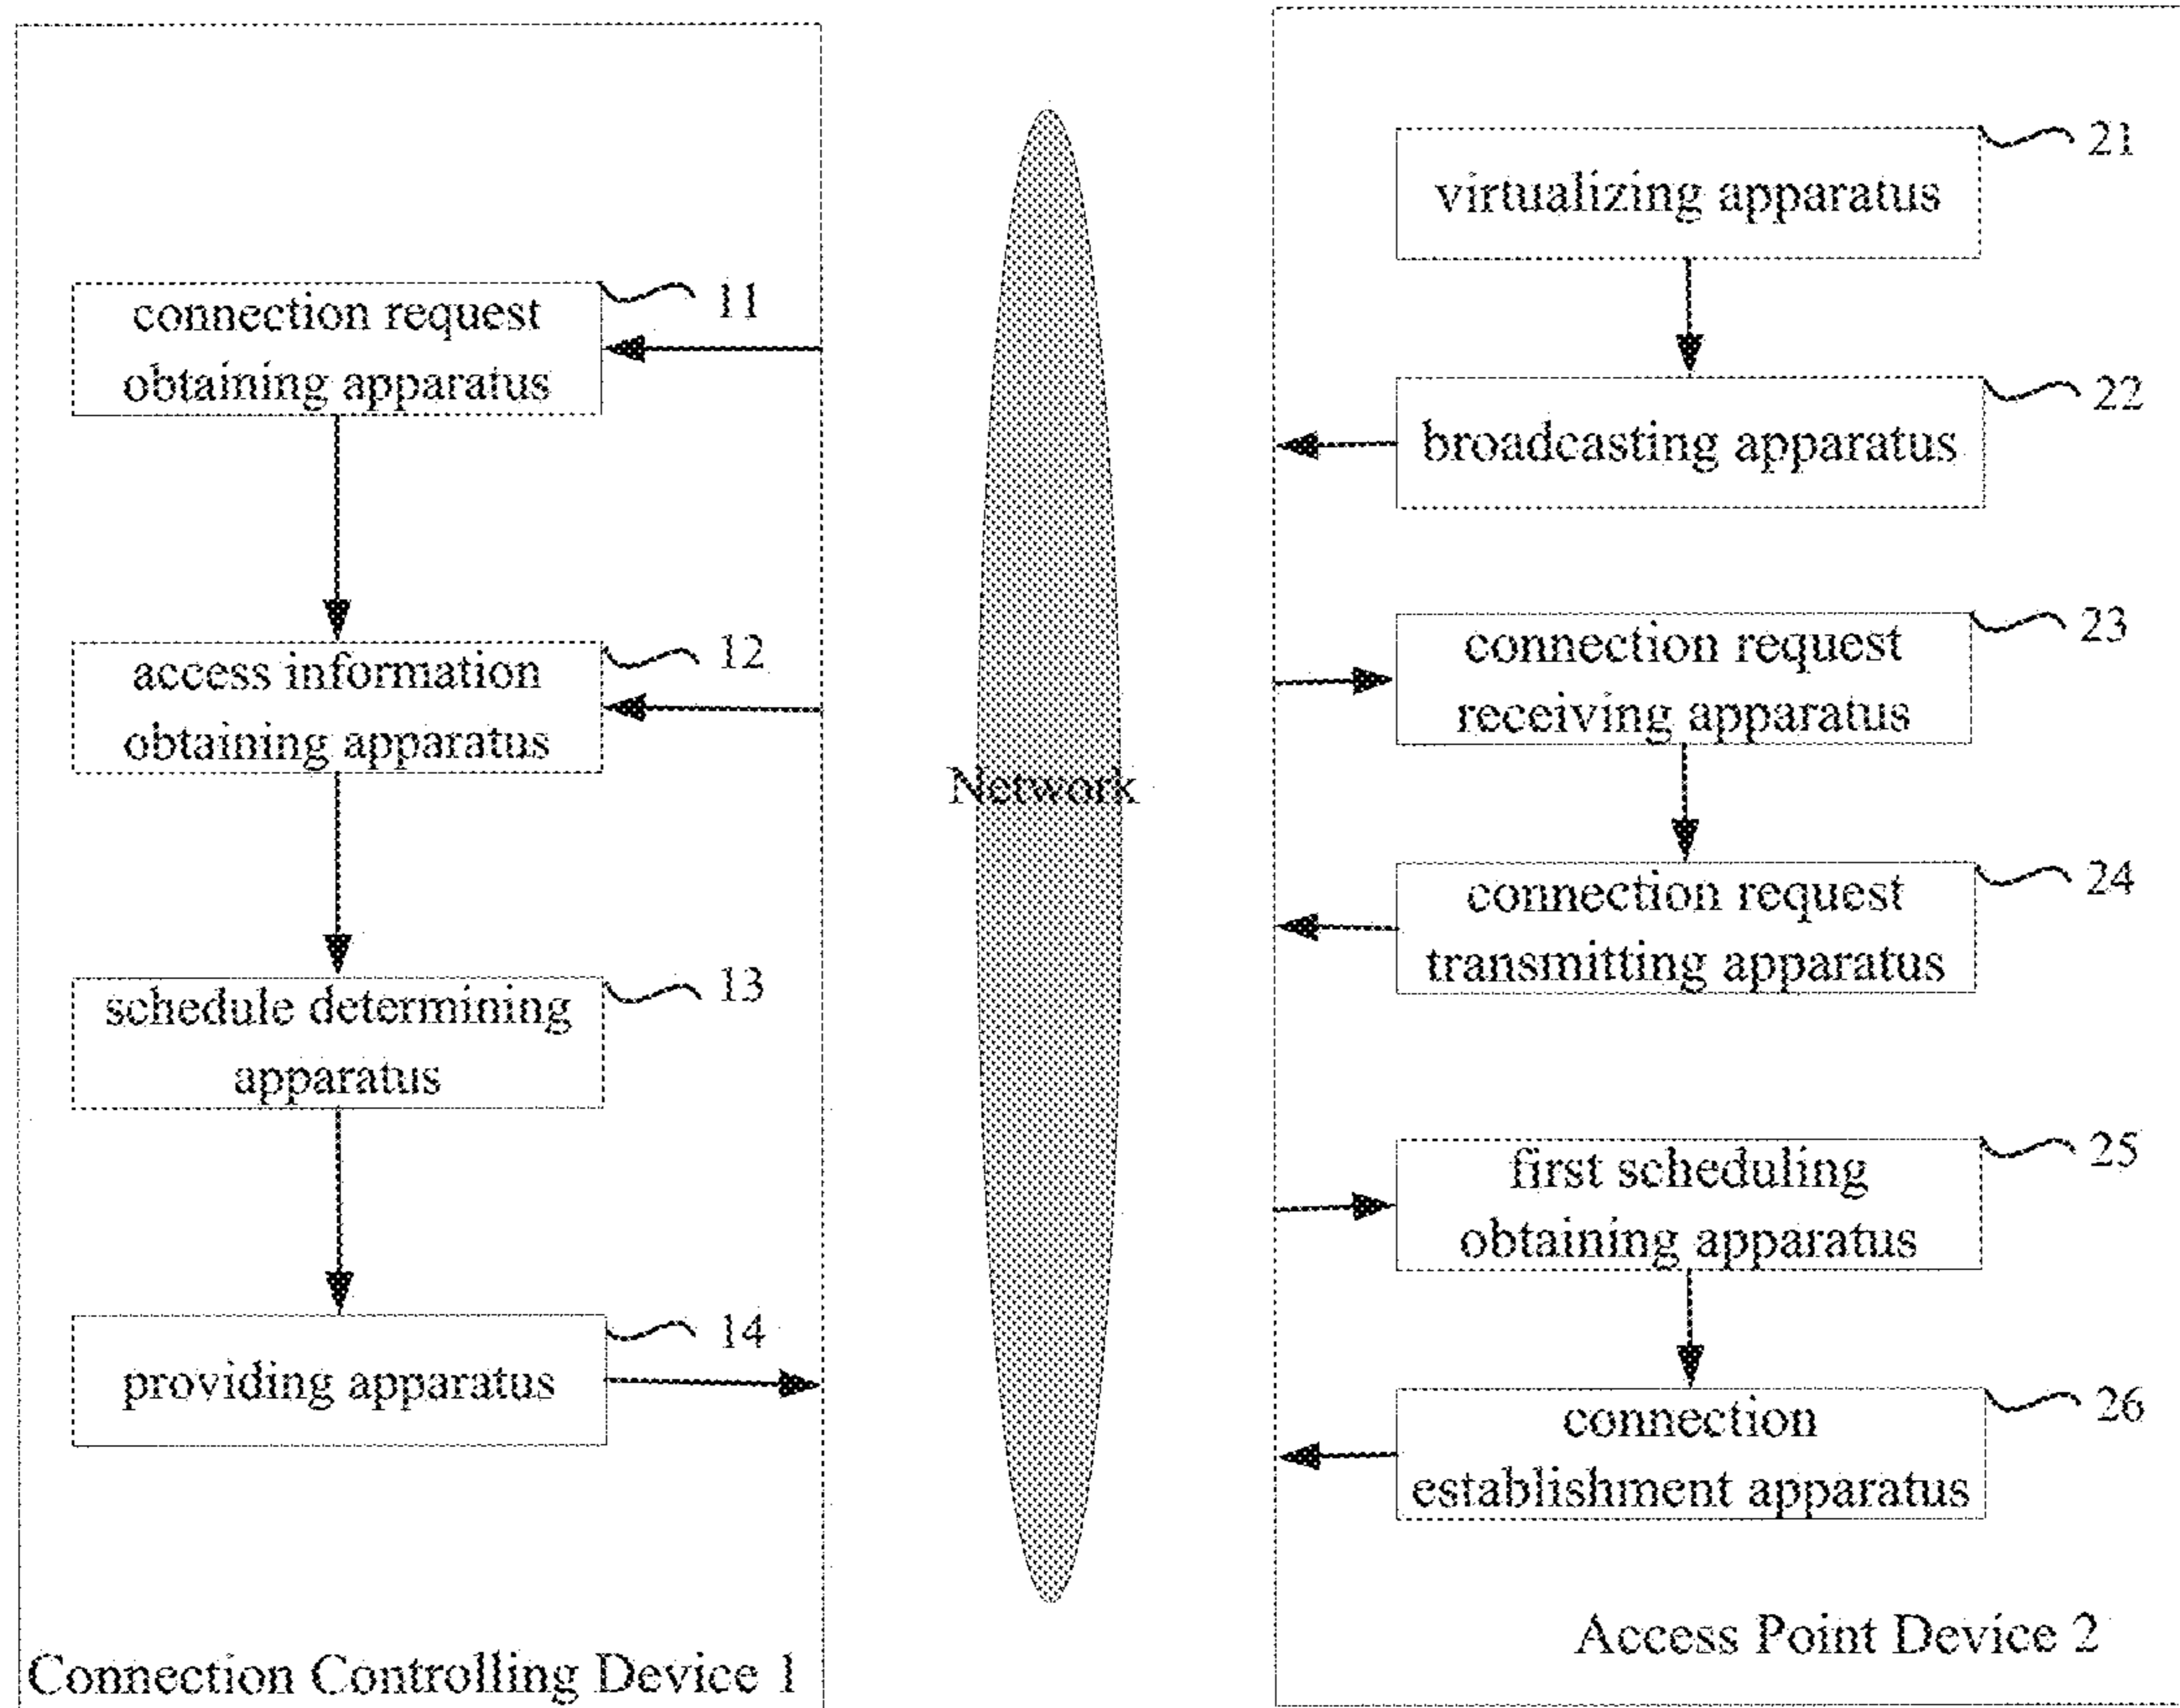 connection request
obtaining apparatus
11
access information
obtaining apparatus
12
schedule determining
apparatus
13
providing apparatus
14
Connection Controlling Device 1
Network
virtualizing apparatus
21
broadcasting apparatus
22
connection request
receiving apparatus
23
connection request
transmitting apparatus
24
first scheduling
obtaining apparatus
25
connection
establishment apparatus
26
Access Point Device 2